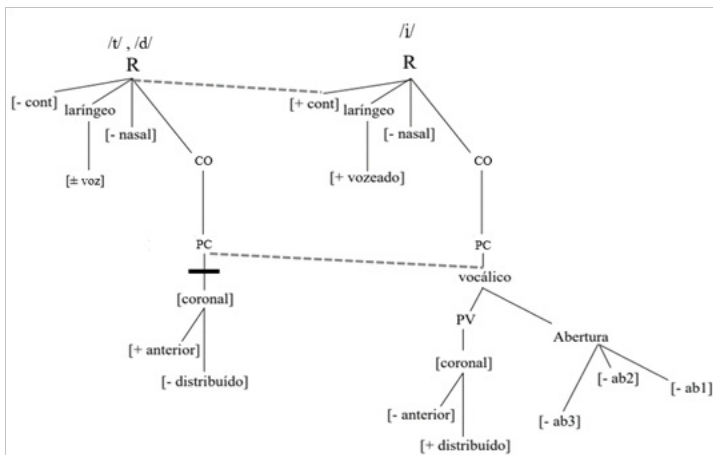 /t/ , /d/
R
[- cont]
laríngeo
[- nasal]
[± voz]
CO
PC
[coronal]
[+ anterior]
[- distribuído]
/i/
R
[+ cont]
laríngeo
[- nasal]
[+ vozeado]
CO
PC
vocálico
PV
Abertura
[coronal]
[- anterior]
[+ distribuído]
[- ab3]
[- ab2]
[- ab1]